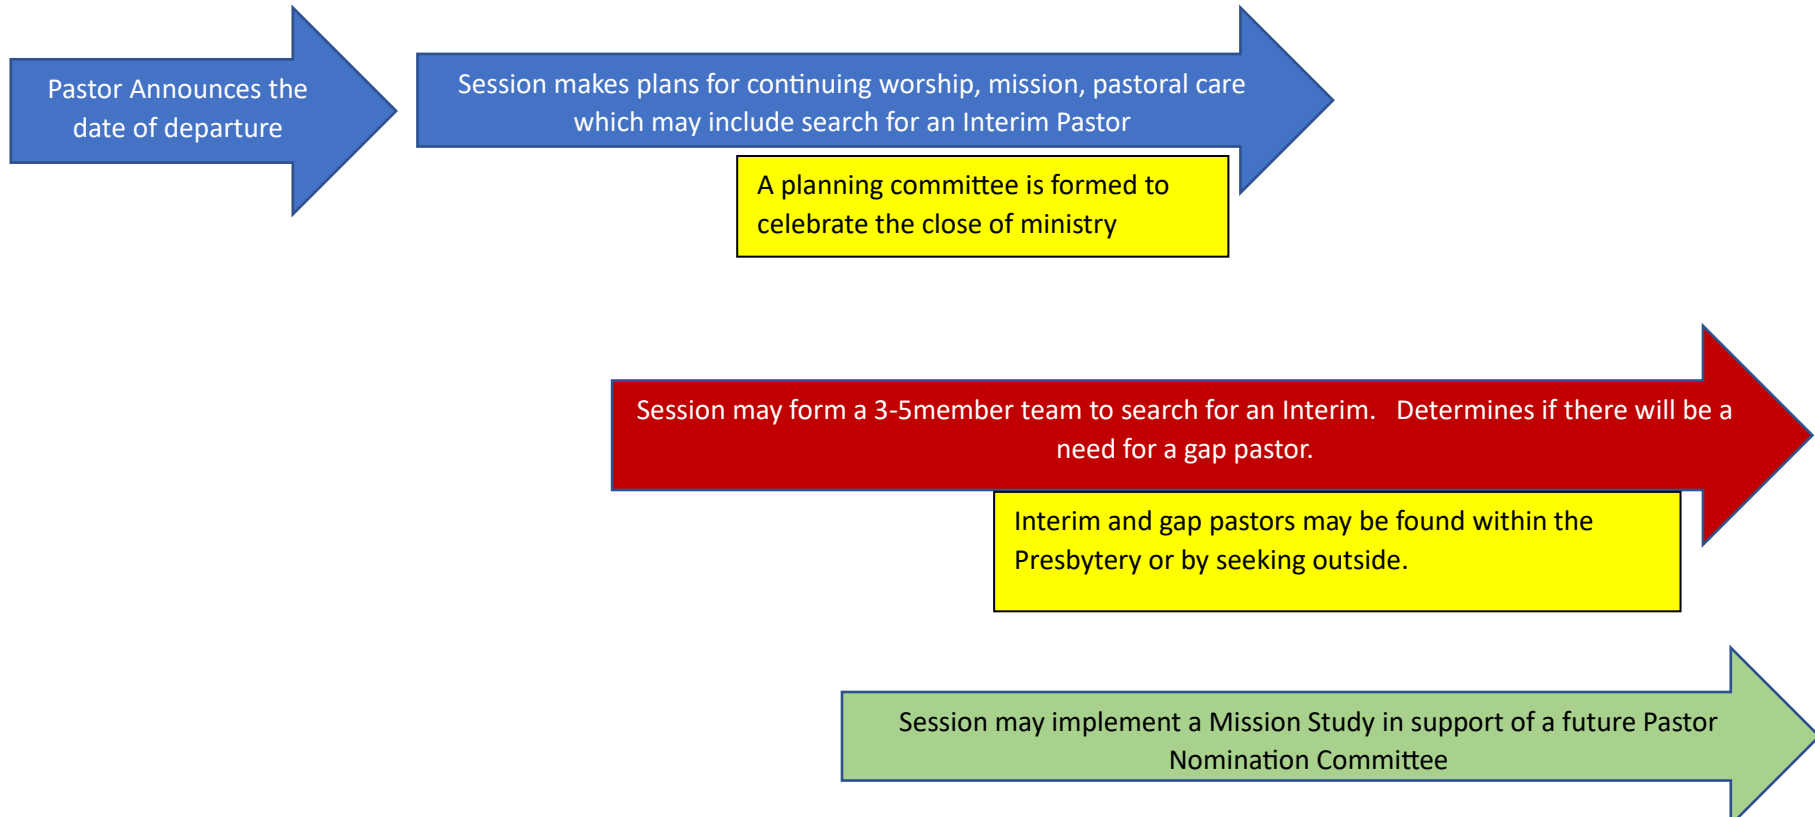 Pastor Announces the
date of departure
Session makes plans for continuing worship, mission, pastoral care
which may include search for an Interim Pastor
A planning committee is formed to
celebrate the close of ministry
Session may form a 3-5member team to search for an Interim.   Determines if there will be a
need for a gap pastor.
Interim and gap pastors may be found within the
Presbytery or by seeking outside.
Session may implement a Mission Study in support of a future Pastor
Nomination Committee